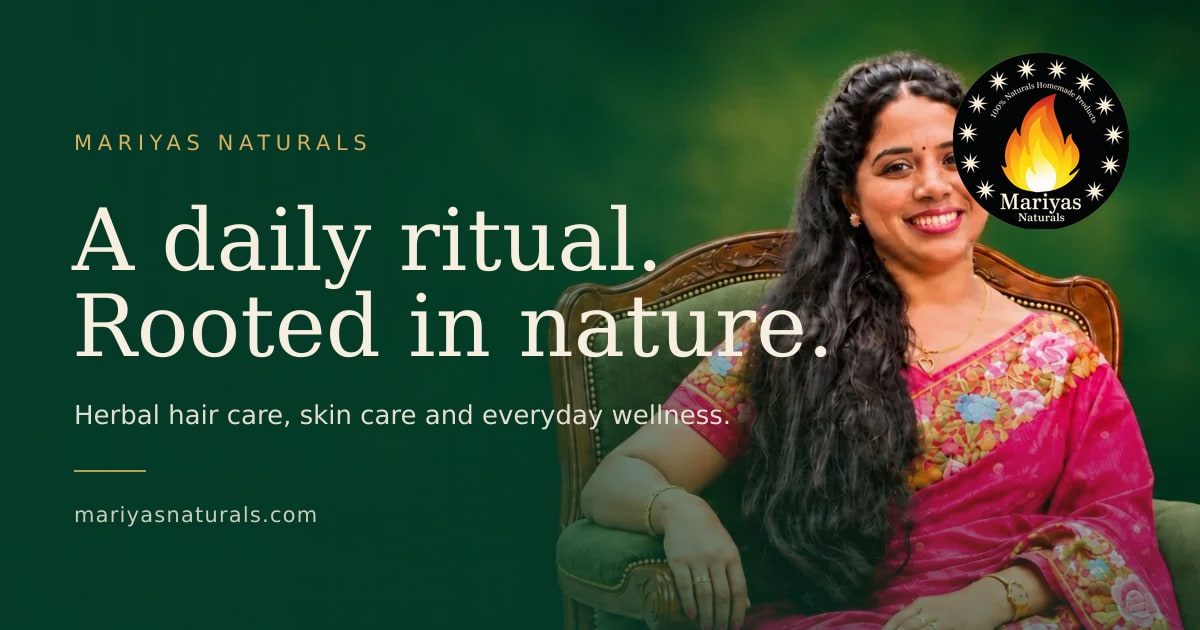 MARIYAS NATURALS
A daily ritual.
Rooted in nature.
Herbal hair care, skin care and everyday wellness.
mariyasnaturals.com
100% Naturals Homemade Products
Mariyas
Naturals